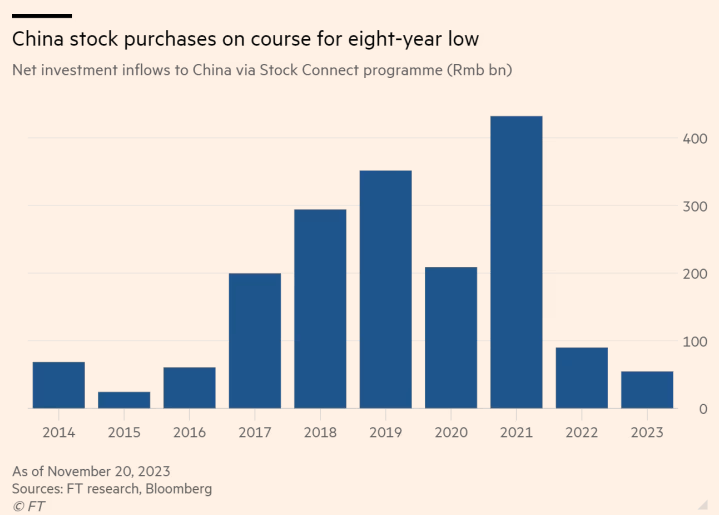 China stock purchases on course for eight-year low
Net investment inflows to China via Stock Connect programme (Rmb bn)
400
300
200
100
0
2014 2015 2016 2017 2018 2019 2020 2021 2022 2023
As of November 20, 2023
Sources: FT research, Bloomberg
© FT